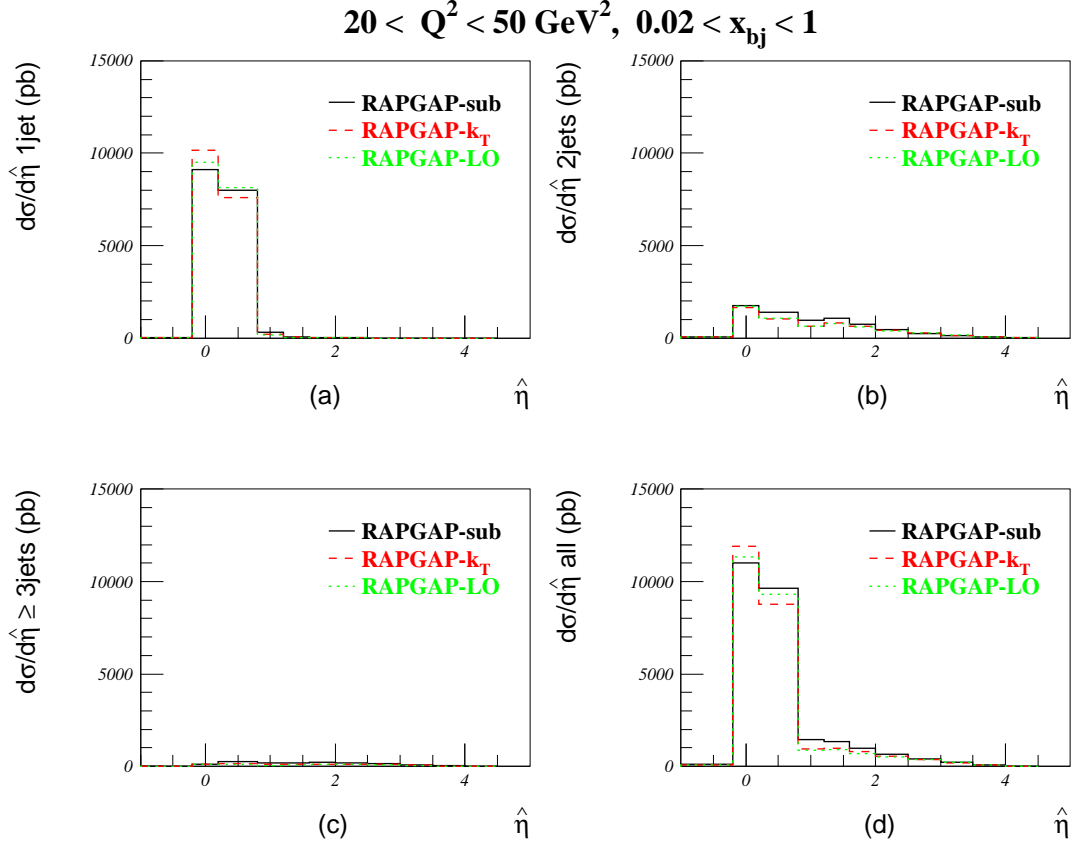 20 < Q² < 50 GeV², 0.02 < x_bj < 1
dσ/dη̂ 1jet (pb)
15000
10000
5000
0
RAPGAP-sub
RAPGAP-k_T
RAPGAP-LO
0 2 4
(a) η̂
dσ/dη̂ 2jets (pb)
15000
10000
5000
0
RAPGAP-sub
RAPGAP-k_T
RAPGAP-LO
0 2 4
(b) η̂
dσ/dη̂ ≥ 3jets (pb)
15000
10000
5000
0
RAPGAP-sub
RAPGAP-k_T
RAPGAP-LO
0 2 4
(c) η̂
dσ/dη̂ all (pb)
15000
10000
5000
0
RAPGAP-sub
RAPGAP-k_T
RAPGAP-LO
0 2 4
(d) η̂